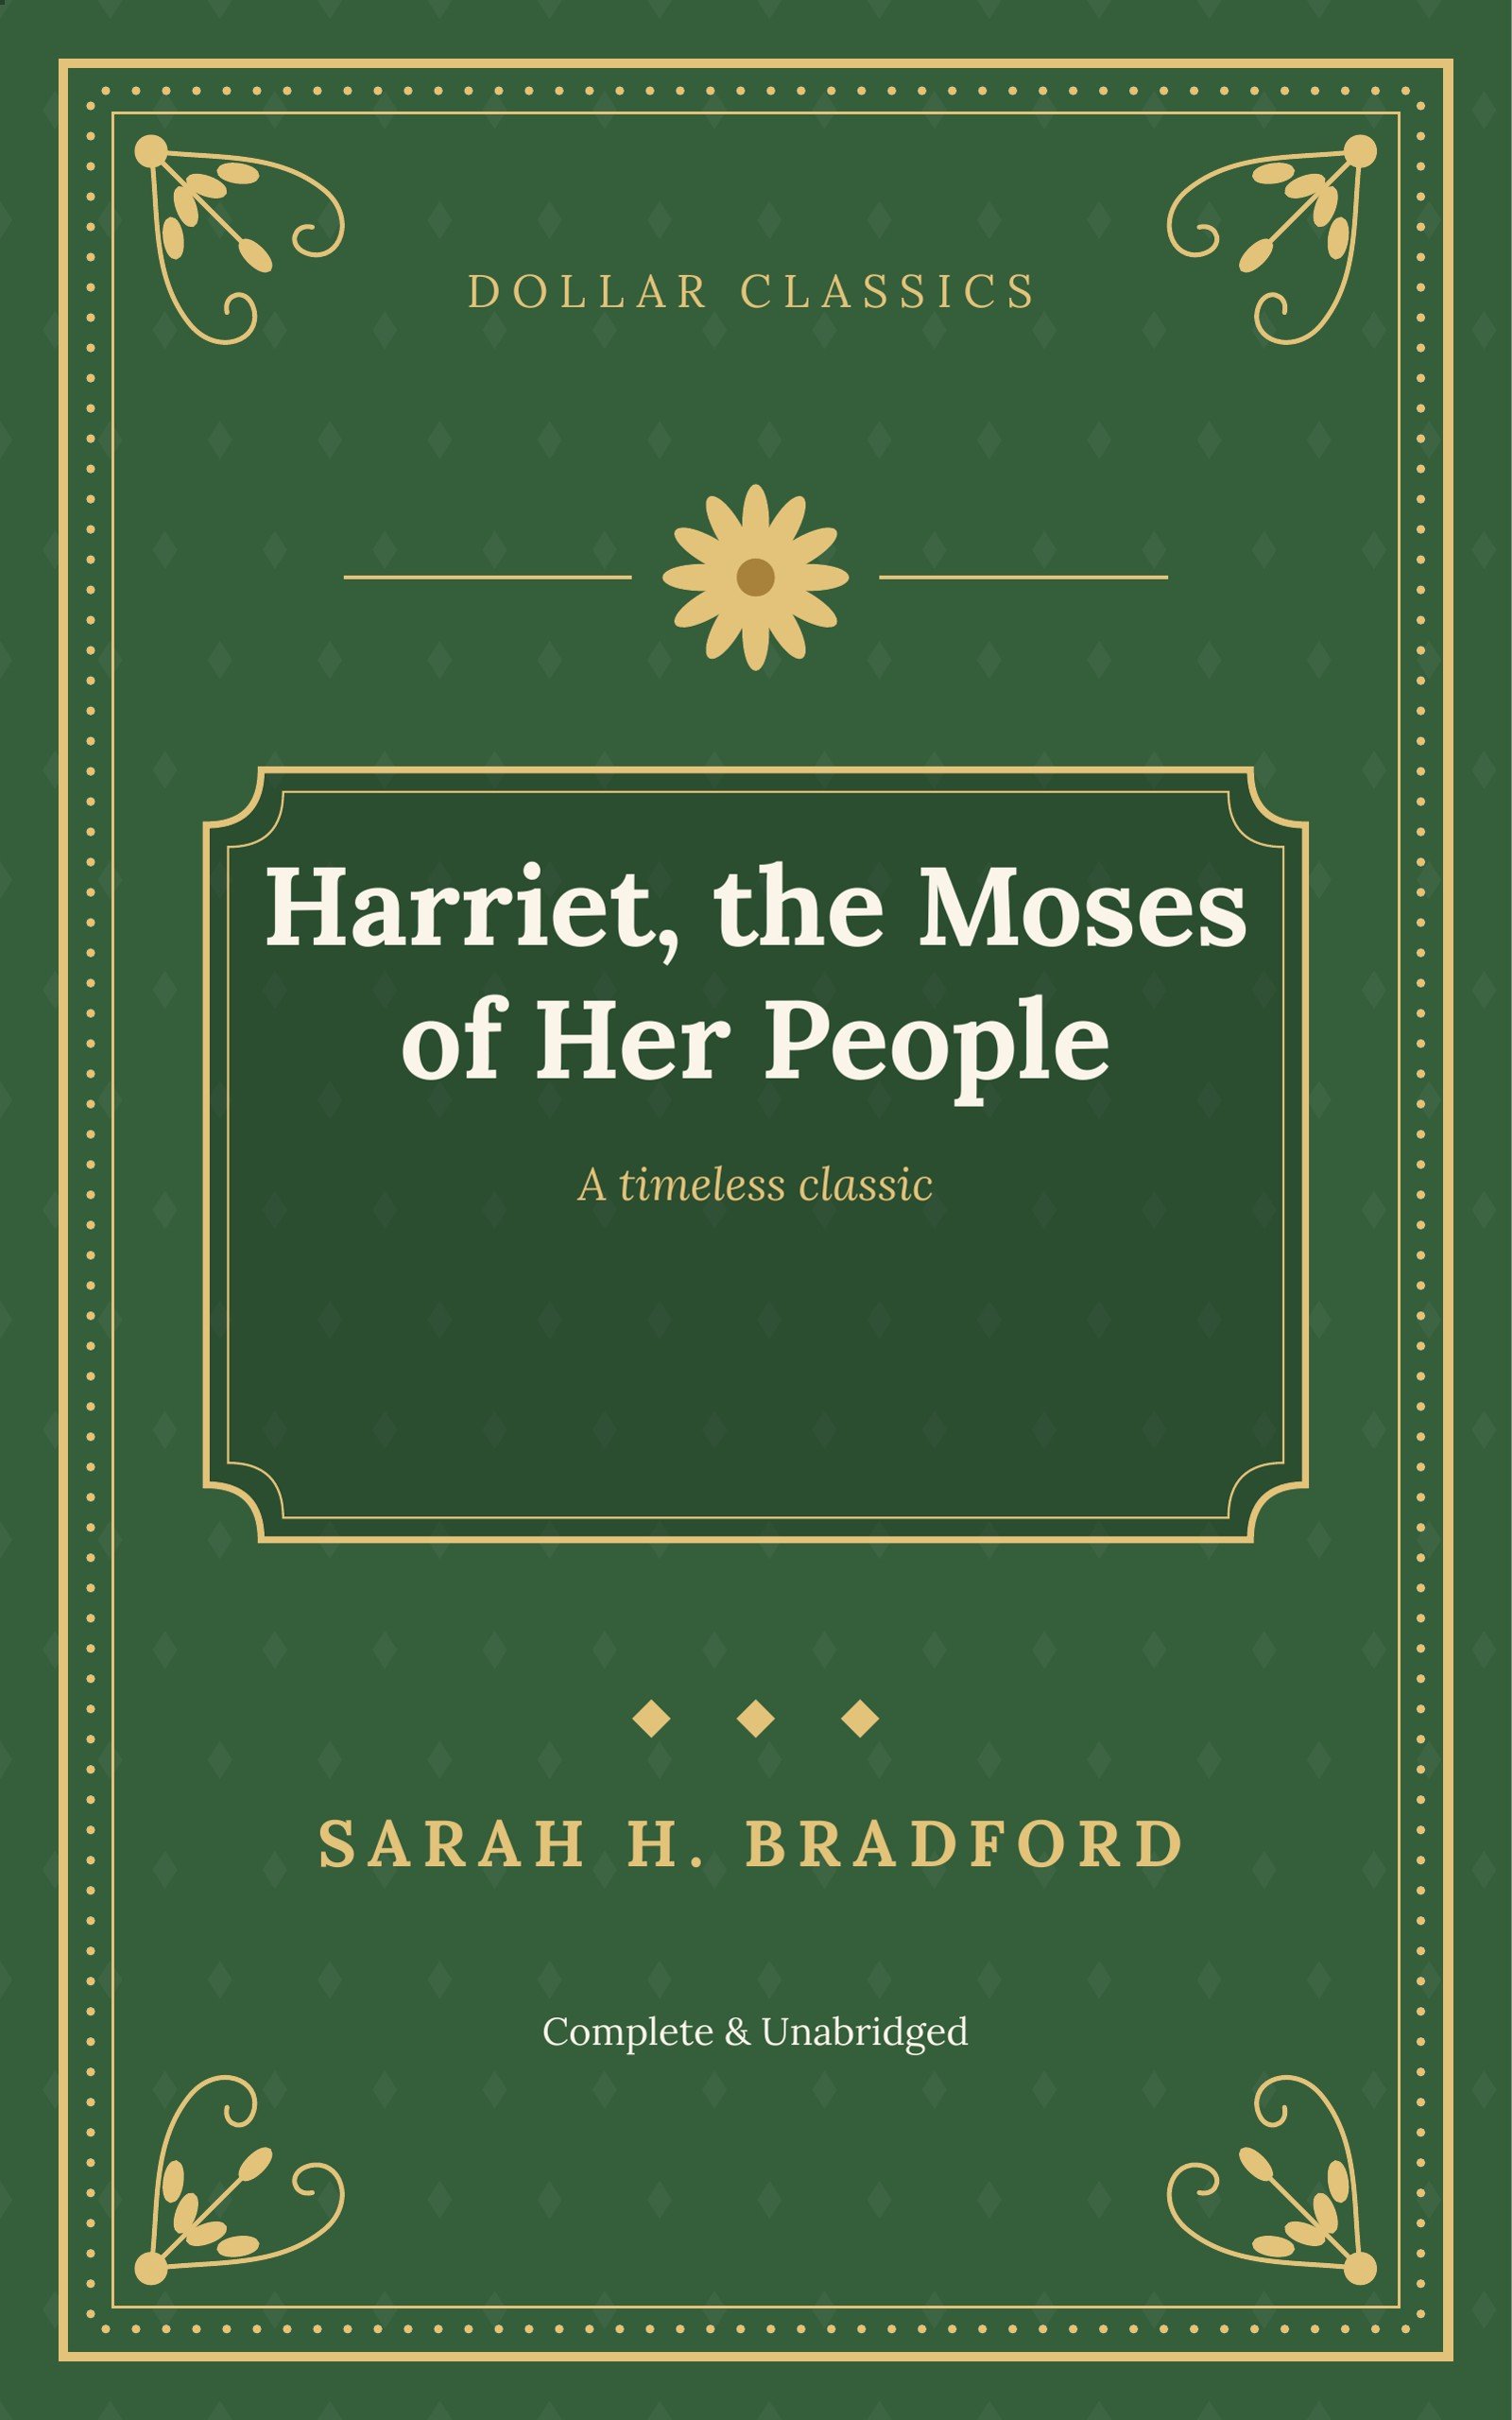 DOLLAR CLASSICS
Harriet, the Moses
of Her People
A timeless classic
SARAH H. BRADFORD
Complete & Unabridged